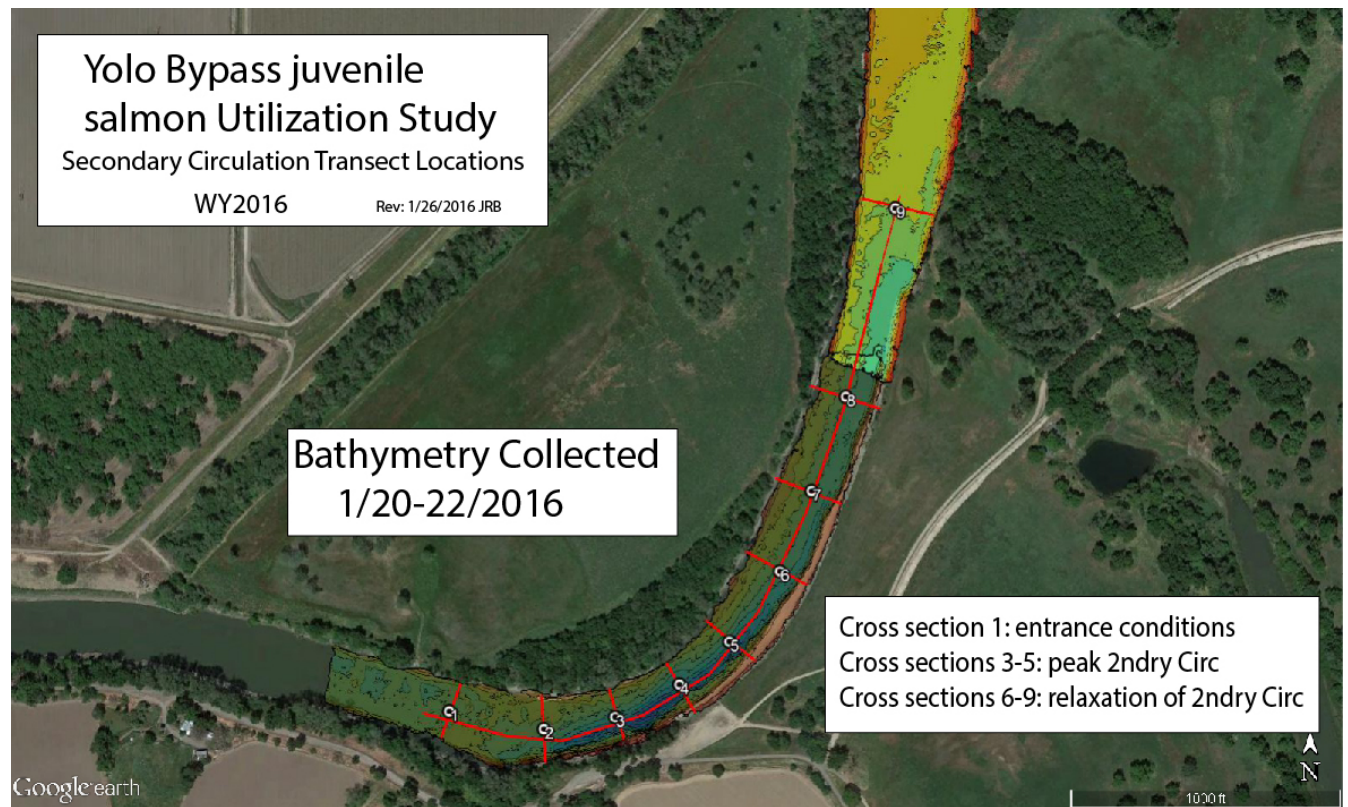 Yolo Bypass juvenile
salmon Utilization Study
Secondary Circulation Transect Locations
WY2016 Rev: 1/26/2016 JRB
C9
C8
Bathymetry Collected
1/20-22/2016
C7
C6
C5
C4
C3
C2
C1
Cross section 1: entrance conditions
Cross sections 3-5: peak 2ndry Circ
Cross sections 6-9: relaxation of 2ndry Circ
N
Google earth
1000 ft